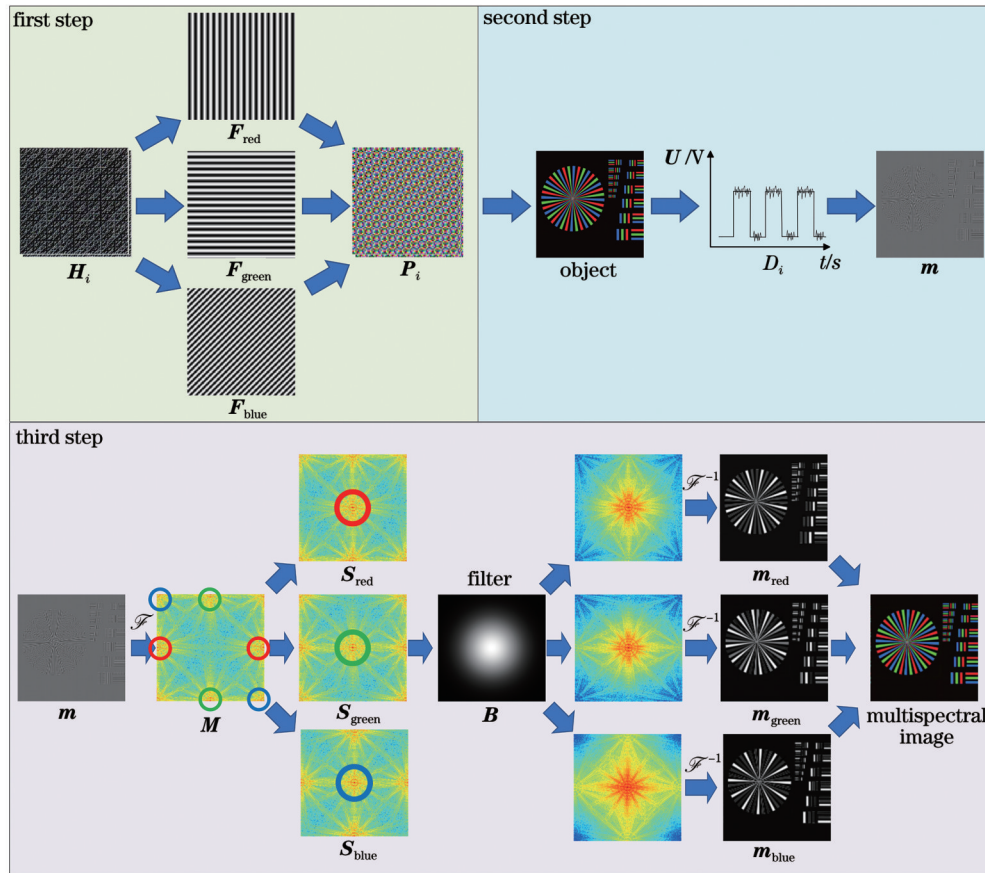 first step
F_red
H_i
F_green
P_i
F_blue
second step
U /V
object
D_i
t/s
m
third step
ℱ
m
M
S_red
S_green
S_blue
filter
B
ℱ⁻¹
m_red
ℱ⁻¹
m_green
ℱ⁻¹
m_blue
multispectral
image